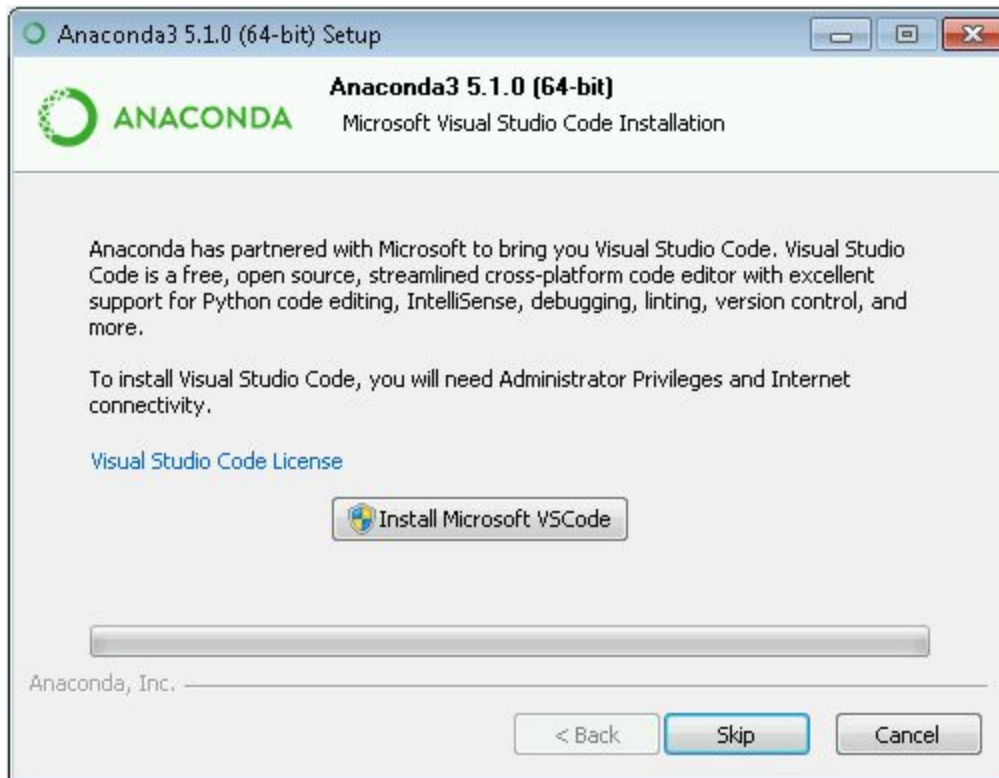 Anaconda3 5.1.0 (64-bit) Setup
ANACONDA
Anaconda3 5.1.0 (64-bit)
Microsoft Visual Studio Code Installation
Anaconda has partnered with Microsoft to bring you Visual Studio Code. Visual Studio
Code is a free, open source, streamlined cross-platform code editor with excellent
support for Python code editing, IntelliSense, debugging, linting, version control, and
more.
To install Visual Studio Code, you will need Administrator Privileges and Internet
connectivity.
Visual Studio Code License
Install Microsoft VSCode
Anaconda, Inc.
< Back
Skip
Cancel